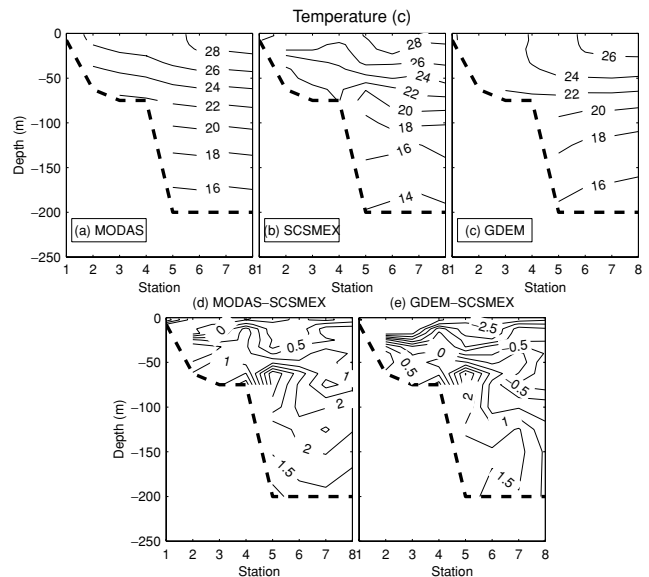 Temperature (c)
0
−50
−100
−150
−200
−250
Depth (m)
28
26
24
22
20
18
16
(a) MODAS
1 2 3 4 5 6 7 8
Station
28
26
24
22
20
18
16
14
(b) SCSMEX
1 2 3 4 5 6 7 8
Station
26
24
22
20
18
16
(c) GDEM
1 2 3 4 5 6 7 8
Station
(d) MODAS−SCSMEX
0
−50
−100
−150
−200
−250
Depth (m)
0
0.5
1
1
2
2
1.5
1 2 3 4 5 6 7 8
Station
(e) GDEM−SCSMEX
−2.5
−0.5
0
0.5
−0.5
2
1
1.5
1 2 3 4 5 6 7 8
Station